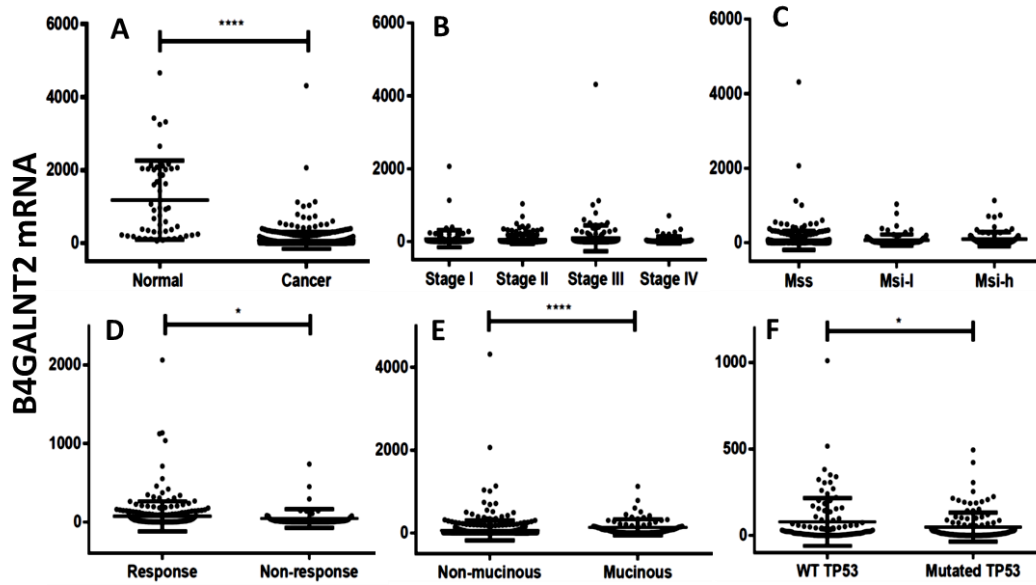 B4GALNT2 mRNA
A
****
6000
4000
2000
0
Normal Cancer
B
6000
4000
2000
0
Stage I Stage II Stage III Stage IV
C
6000
4000
2000
0
Mss Msi-l Msi-h
D
*
2000
1000
0
Response Non-response
E
****
4000
2000
0
Non-mucinous Mucinous
F
*
1000
500
0
WT TP53 Mutated TP53